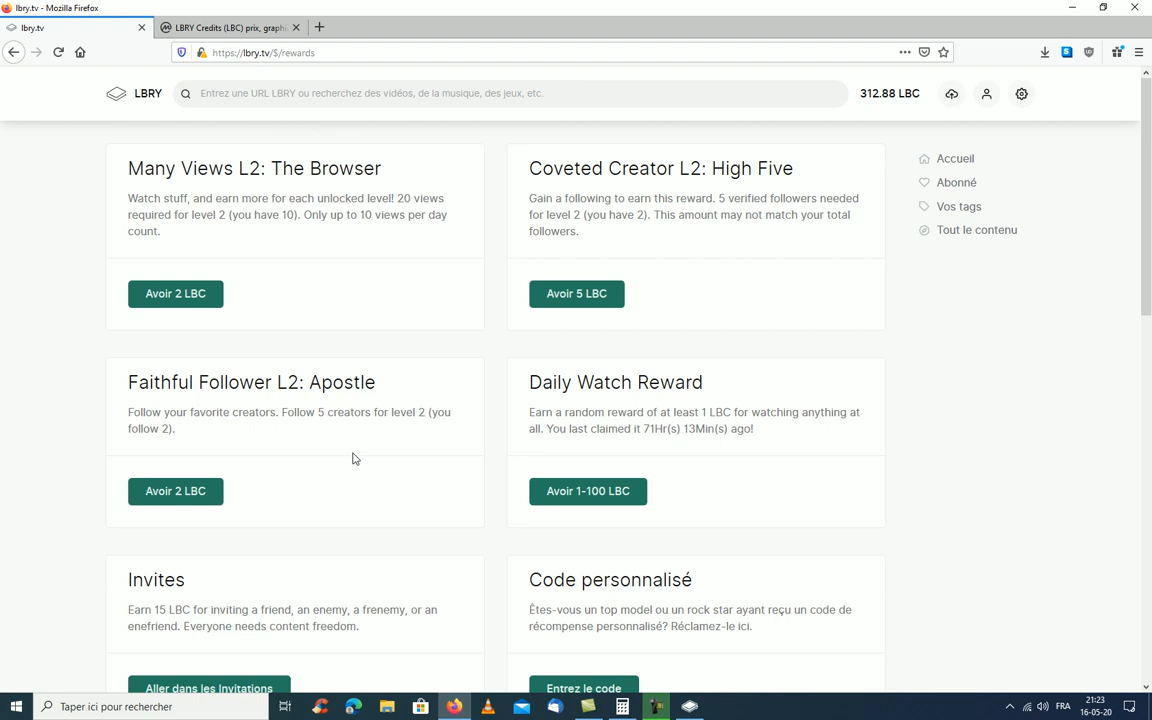 lbry.tv - Mozilla Firefox
lbry.tv
LBRY Credits (LBC) prix, graphi
https://lbry.tv/$/rewards
LBRY
Entrez une URL LBRY ou recherchez des vidéos, de la musique, des jeux, etc.
312.88 LBC
Many Views L2: The Browser
Watch stuff, and earn more for each unlocked level! 20 views
required for level 2 (you have 10). Only up to 10 views per day
count.
Avoir 2 LBC
Coveted Creator L2: High Five
Gain a following to earn this reward. 5 verified followers needed
for level 2 (you have 2). This amount may not match your total
followers.
Avoir 5 LBC
Accueil
Abonné
Vos tags
Tout le contenu
Faithful Follower L2: Apostle
Follow your favorite creators. Follow 5 creators for level 2 (you
follow 2).
Avoir 2 LBC
Daily Watch Reward
Earn a random reward of at least 1 LBC for watching anything at
all. You last claimed it 71Hr(s) 13Min(s) ago!
Avoir 1-100 LBC
Invites
Earn 15 LBC for inviting a friend, an enemy, a frenemy, or an
enefriend. Everyone needs content freedom.
Aller dans les Invitations
Code personnalisé
Êtes-vous un top model ou un rock star ayant reçu un code de
récompense personnalisé? Réclamez-le ici.
Entrez le code
Taper ici pour rechercher
FRA
21:23
16-05-20